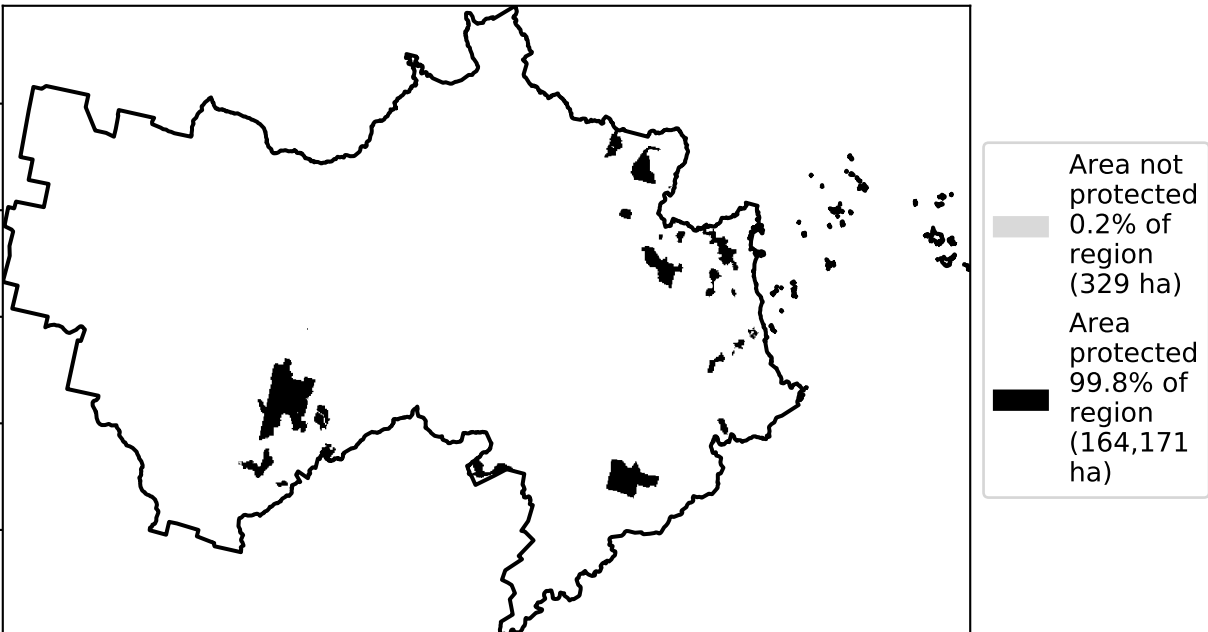 Area not
protected
0.2% of
region
(329 ha)
Area
protected
99.8% of
region
(164,171
ha)